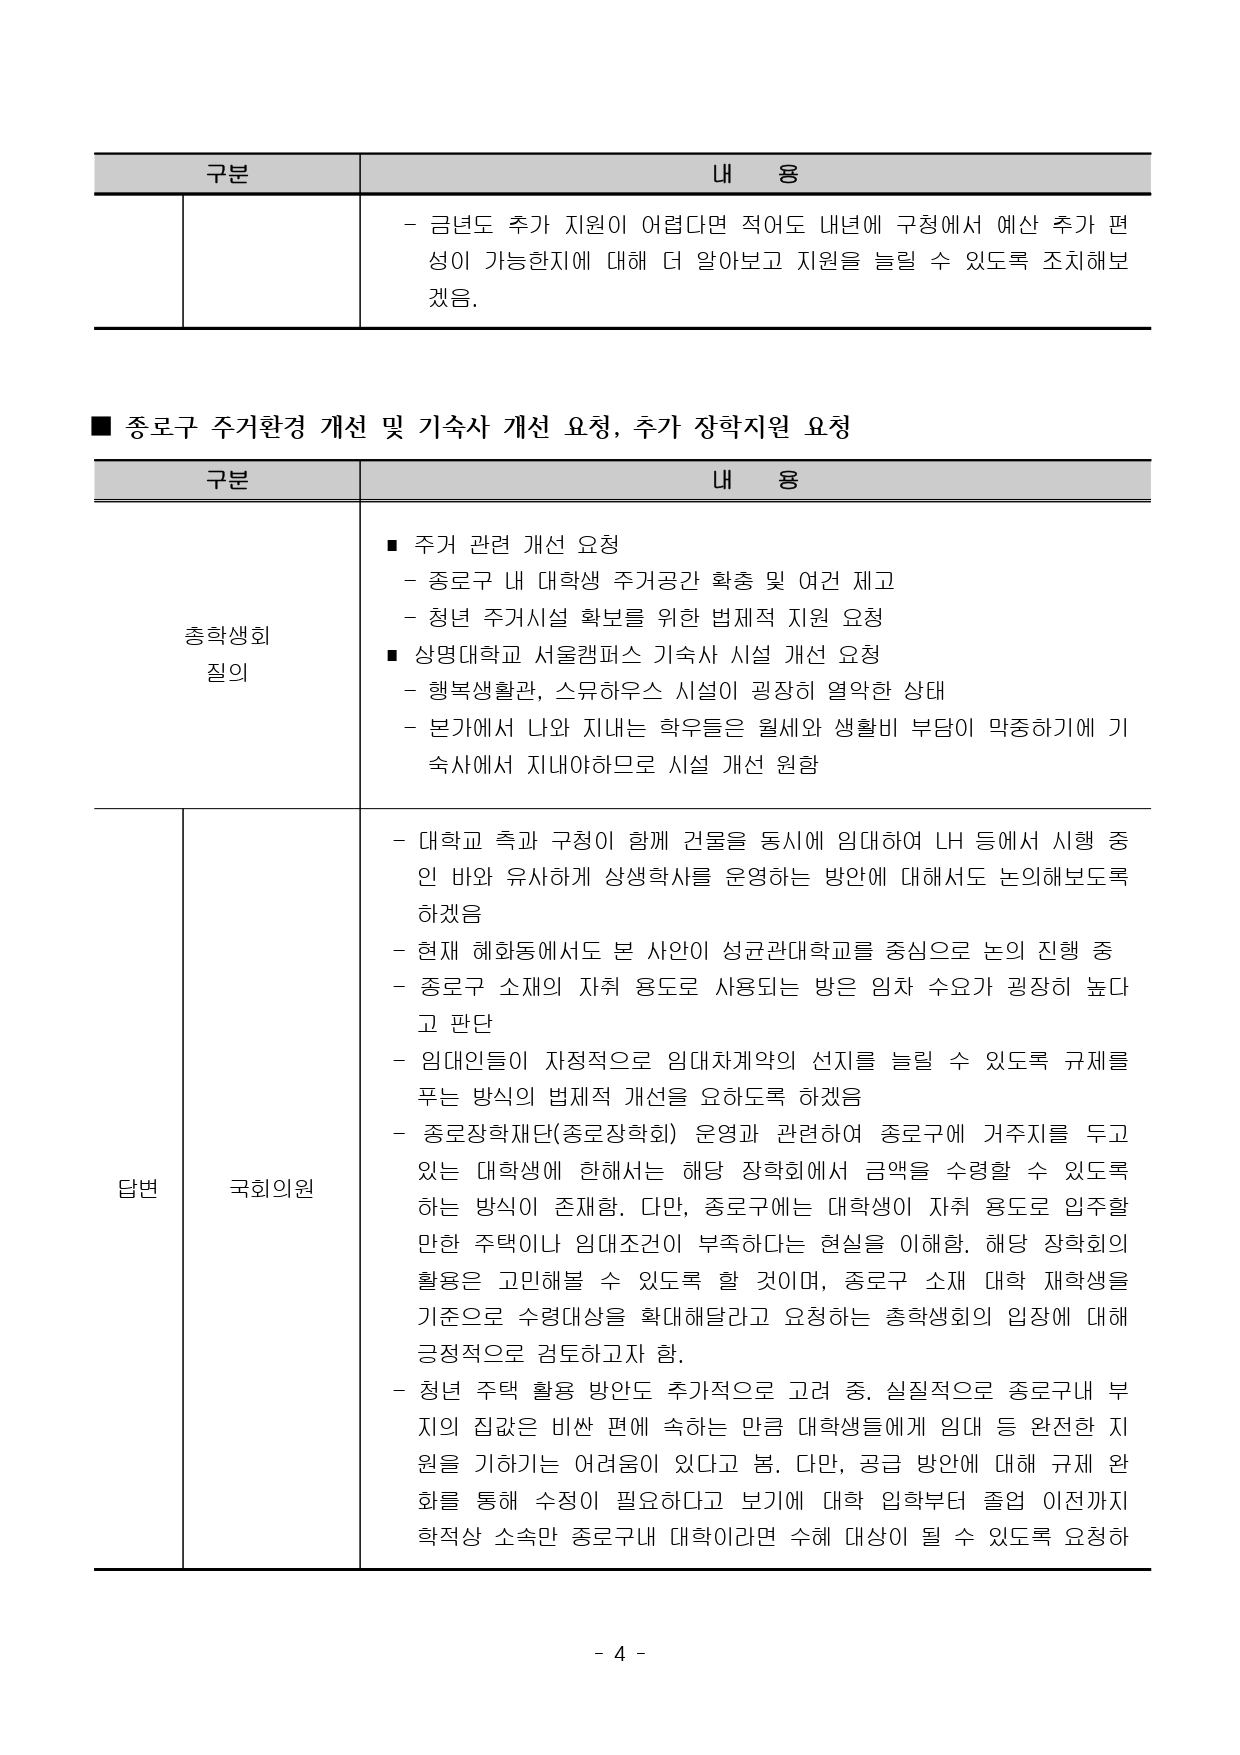 구분 내 용
- 금년도 추가 지원이 어렵다면 적어도 내년에 구청에서 예산 추가 편
성이 가능한지에 대해 더 알아보고 지원을 늘릴 수 있도록 조치해보
겠음.
■ 종로구 주거환경 개선 및 기숙사 개선 요청, 추가 장학지원 요청
구분 내 용
총학생회
질의
■ 주거 관련 개선 요청
- 종로구 내 대학생 주거공간 확충 및 여건 제고
- 청년 주거시설 확보를 위한 법제적 지원 요청
■ 상명대학교 서울캠퍼스 기숙사 시설 개선 요청
- 행복생활관, 스뮤하우스 시설이 굉장히 열악한 상태
- 본가에서 나와 지내는 학우들은 월세와 생활비 부담이 막중하기에 기
숙사에서 지내야하므로 시설 개선 원함
답변
국회의원
- 대학교 측과 구청이 함께 건물을 동시에 임대하여 LH 등에서 시행 중
인 바와 유사하게 상생학사를 운영하는 방안에 대해서도 논의해보도록
하겠음
- 현재 혜화동에서도 본 사안이 성균관대학교를 중심으로 논의 진행 중
- 종로구 소재의 자취 용도로 사용되는 방은 임차 수요가 굉장히 높다
고 판단
- 임대인들이 자정적으로 임대차계약의 선지를 늘릴 수 있도록 규제를
푸는 방식의 법제적 개선을 요하도록 하겠음
- 종로장학재단(종로장학회) 운영과 관련하여 종로구에 거주지를 두고
있는 대학생에 한해서는 해당 장학회에서 금액을 수령할 수 있도록
하는 방식이 존재함. 다만, 종로구에는 대학생이 자취 용도로 입주할
만한 주택이나 임대조건이 부족하다는 현실을 이해함. 해당 장학회의
활용은 고민해볼 수 있도록 할 것이며, 종로구 소재 대학 재학생을
기준으로 수령대상을 확대해달라고 요청하는 총학생회의 입장에 대해
긍정적으로 검토하고자 함.
- 청년 주택 활용 방안도 추가적으로 고려 중. 실질적으로 종로구내 부
지의 집값은 비싼 편에 속하는 만큼 대학생들에게 임대 등 완전한 지
원을 기하기는 어려움이 있다고 봄. 다만, 공급 방안에 대해 규제 완
화를 통해 수정이 필요하다고 보기에 대학 입학부터 졸업 이전까지
학적상 소속만 종로구내 대학이라면 수혜 대상이 될 수 있도록 요청하
- 4 -